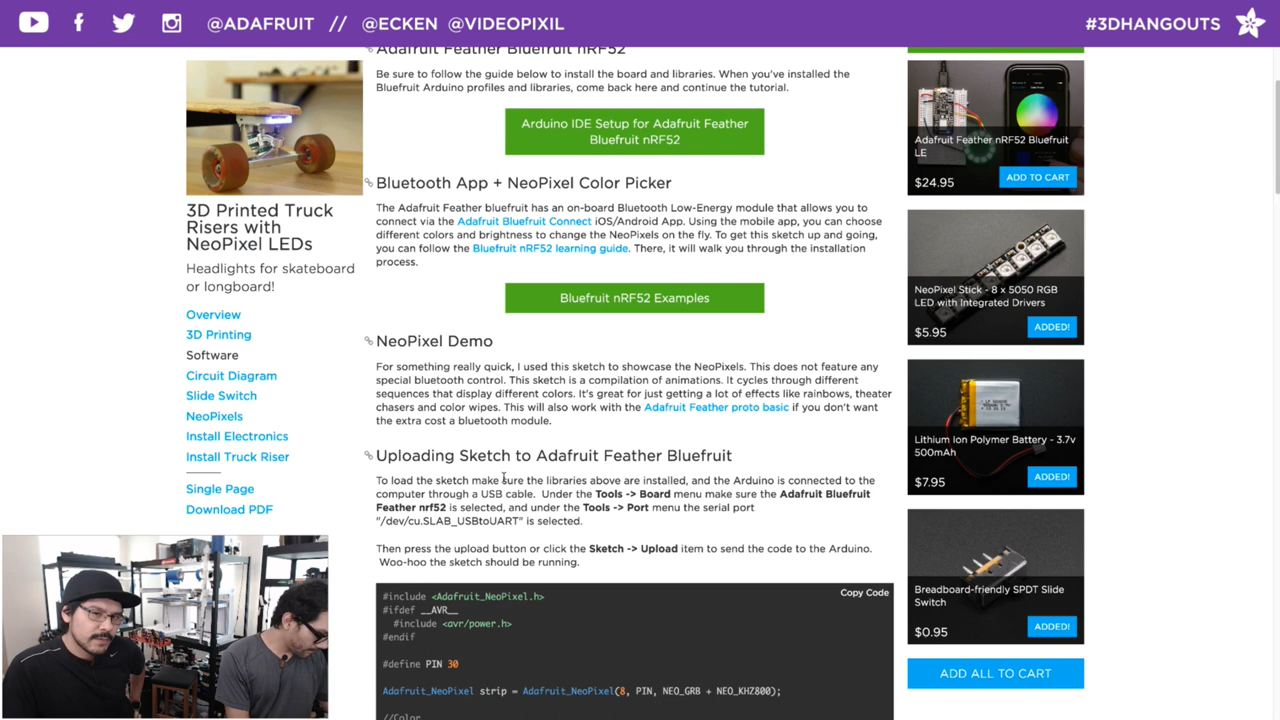 @ADAFRUIT // @ECKEN @VIDEOPIXIL
#3DHANGOUTS
Adafruit Feather Bluefruit nRF52
Be sure to follow the guide below to install the board and libraries. When you've installed the
Bluefruit Arduino profiles and libraries, come back here and continue the tutorial.
Arduino IDE Setup for Adafruit Feather
Bluefruit nRF52
Bluetooth App + NeoPixel Color Picker
The Adafruit Feather bluefruit has an on-board Bluetooth Low-Energy module that allows you to
connect via the Adafruit Bluefruit Connect iOS/Android App. Using the mobile app, you can choose
different colors and brightness to change the NeoPixels on the fly. To get this sketch up and going,
you can follow the Bluefruit nRF52 learning guide. There, it will walk you through the installation
process.
Bluefruit nRF52 Examples
NeoPixel Demo
For something really quick, I used this sketch to showcase the NeoPixels. This does not feature any
special bluetooth control. This sketch is a compilation of animations. It cycles through different
sequences that display different colors. It's great for just getting a lot of effects like rainbows, theater
chasers and color wipes. This will also work with the Adafruit Feather proto basic if you don't want
the extra cost a bluetooth module.
Uploading Sketch to Adafruit Feather Bluefruit
To load the sketch make sure the libraries above are installed, and the Arduino is connected to the
computer through a USB cable. Under the Tools -> Board menu make sure the Adafruit Bluefruit
Feather nrf52 is selected, and under the Tools -> Port menu the serial port
"/dev/cu.SLAB_USBtoUART" is selected.
Then press the upload button or click the Sketch -> Upload item to send the code to the Arduino.
Woo-hoo the sketch should be running.
Copy Code
#include <Adafruit_NeoPixel.h>
#ifdef __AVR__
#include <avr/power.h>
#endif
#define PIN 30
Adafruit_NeoPixel strip = Adafruit_NeoPixel(8, PIN, NEO_GRB + NEO_KHZ800);
//Color
3D Printed Truck
Risers with
NeoPixel LEDs
Headlights for skateboard
or longboard!
Overview
3D Printing
Software
Circuit Diagram
Slide Switch
NeoPixels
Install Electronics
Install Truck Riser
Single Page
Download PDF
Adafruit Feather nRF52 Bluefruit
LE
$24.95
ADD TO CART
NeoPixel Stick - 8 x 5050 RGB
LED with Integrated Drivers
$5.95
ADDED!
Lithium Ion Polymer Battery - 3.7v
500mAh
$7.95
ADDED!
Breadboard-friendly SPDT Slide
Switch
$0.95
ADDED!
ADD ALL TO CART